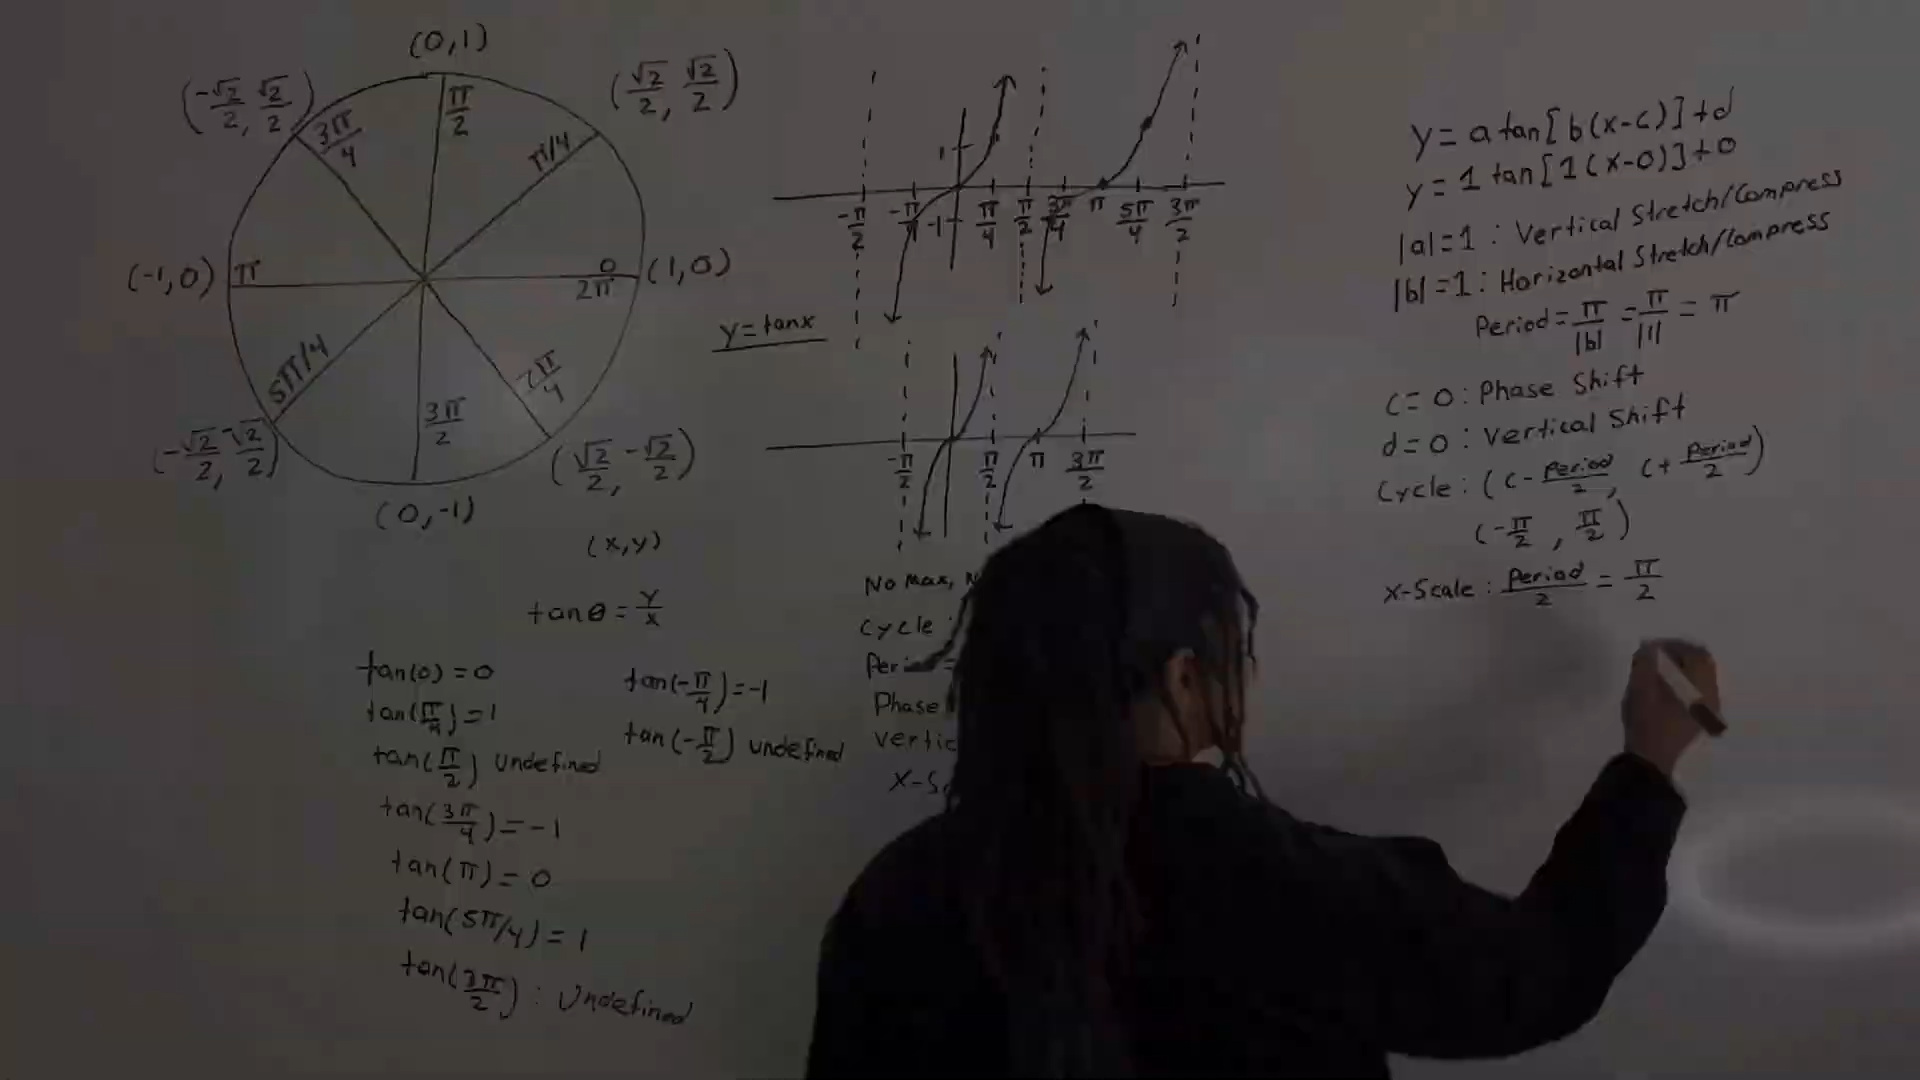 (0,1)
(-√2/2, √2/2)
(√2/2, √2/2)
3π/4
π/2
π/4
(-1,0)
π
0
2π
(1,0)
5π/4
3π/2
7π/4
(-√2/2, -√2/2)
(√2/2, -√2/2)
(0,-1)
(x,y)
tanθ = y/x
tan(0) = 0
tan(π/4) = 1
tan(π/2) undefined
tan(3π/4) = -1
tan(π) = 0
tan(5π/4) = 1
tan(3π/2) : Undefined
tan(-π/4) = -1
tan(-π/2) undefined
1
-π/2 -π/4 -1 π/4 π/2 3π/4 π 5π/4 3π/2
y=tanx
-π/2 π/2 π 3π/2
No Max, N
Cycle
Period =
Phase
Vertic
X-Sc
y = a tan[b(x-c)]+d
y = 1 tan[1(x-0)]+0
|a|=1 : Vertical Stretch/Compress
|b|=1 : Horizontal Stretch/Compress
Period = π/|b| = π/|1| = π
c=0 : Phase Shift
d=0 : Vertical Shift
Cycle : (c - Period/2, c + Period/2)
(-π/2, π/2)
X-Scale : Period/2 = π/2